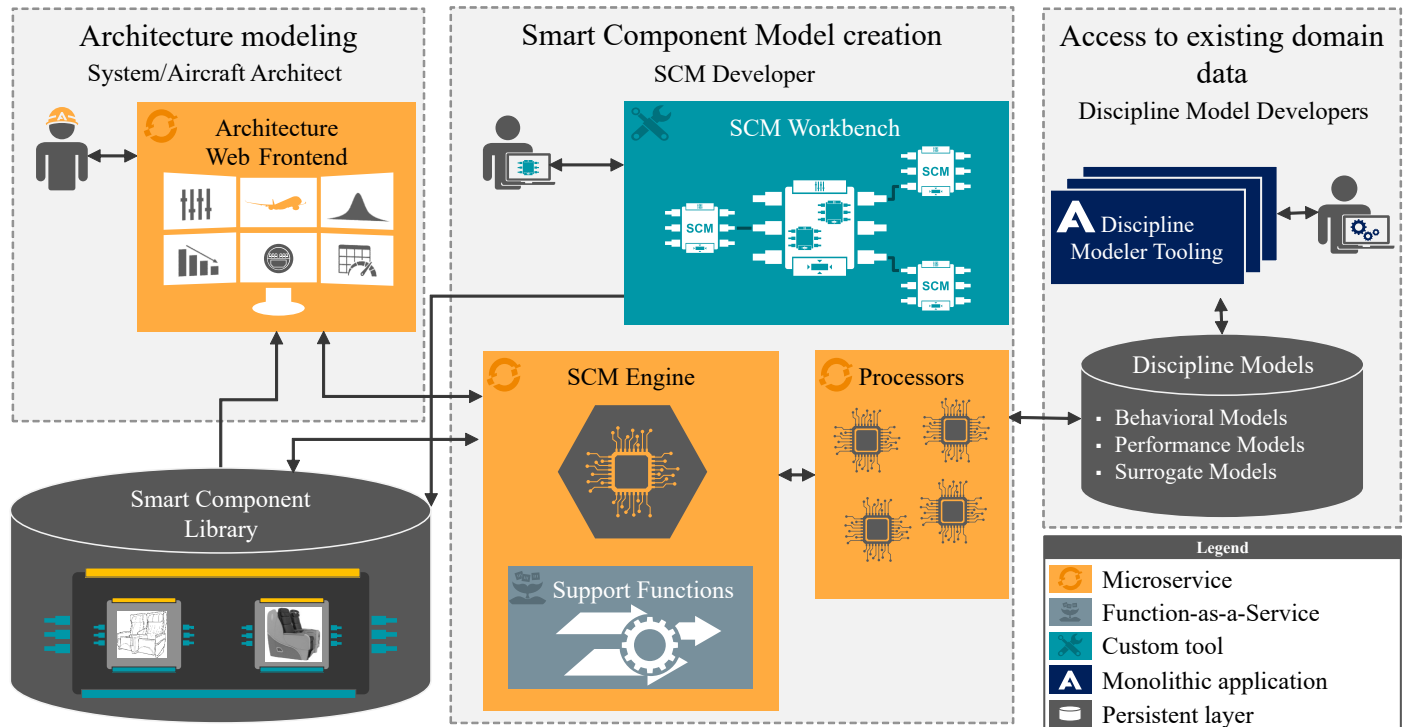 Architecture modeling
System/Aircraft Architect
Architecture
Web Frontend
Smart Component Model creation
SCM Developer
SCM Workbench
SCM
SCM
SCM
Access to existing domain
data
Discipline Model Developers
A Discipline
Modeler Tooling
Discipline Models
▪ Behavioral Models
▪ Performance Models
▪ Surrogate Models
SCM Engine
Processors
Support Functions
Smart Component
Library
Legend
Microservice
Function-as-a-Service
Custom tool
A Monolithic application
Persistent layer